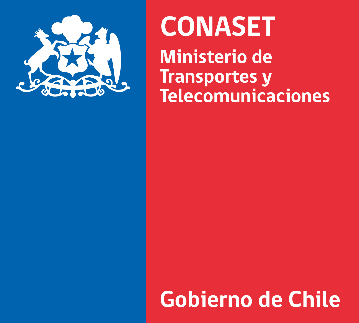 CONASET
Ministerio de
Transportes y
Telecomunicaciones
Gobierno de Chile